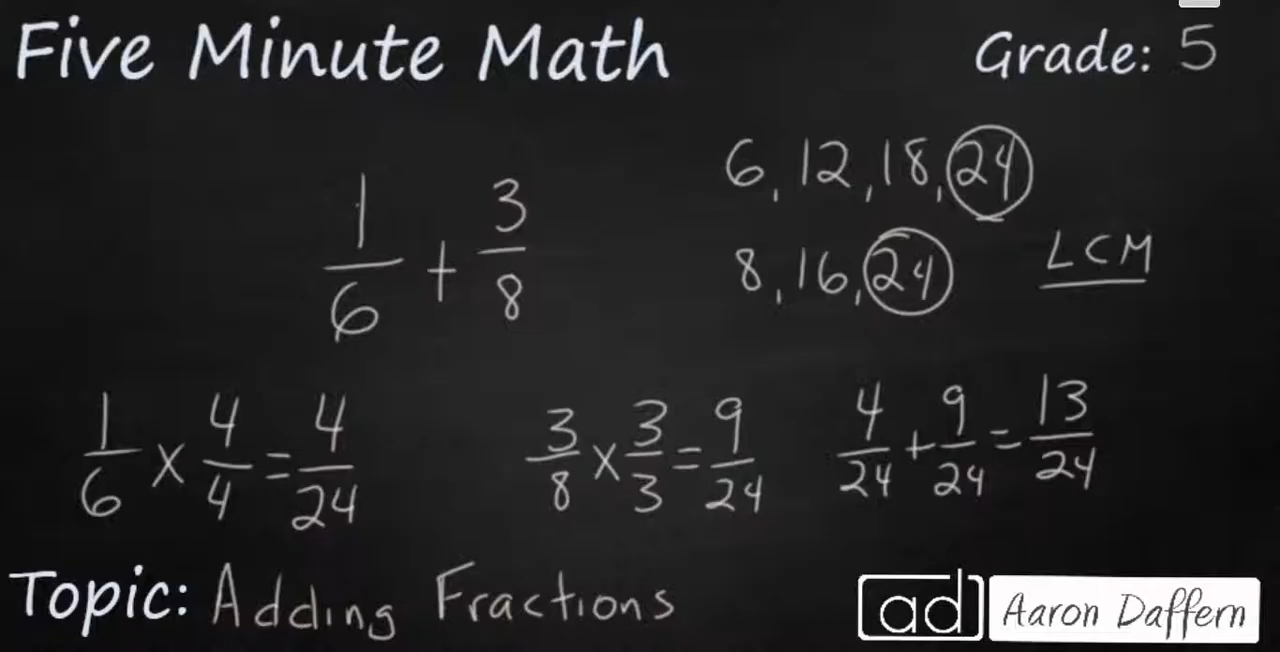 Five Minute Math
Grade: 5
1/6 + 3/8
6, 12, 18, 24
8, 16, 24
LCM
1/6 × 4/4 = 4/24
3/8 × 3/3 = 9/24
4/24 + 9/24 = 13/24
Topic: Adding Fractions
ad Aaron Daffern